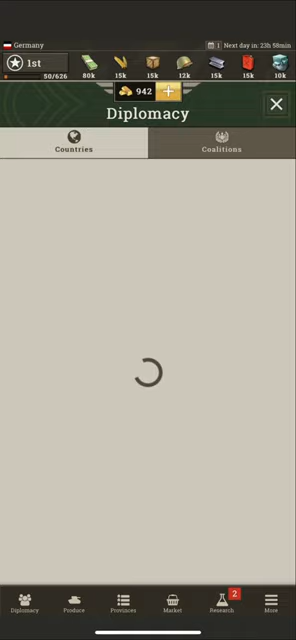 Germany
1 Next day in: 23h 58min
1st
50/626
80k 15k 15k 12k 15k 15k 10k
942
Diplomacy
Countries Coalitions
Diplomacy Produce Provinces Market Research More
2